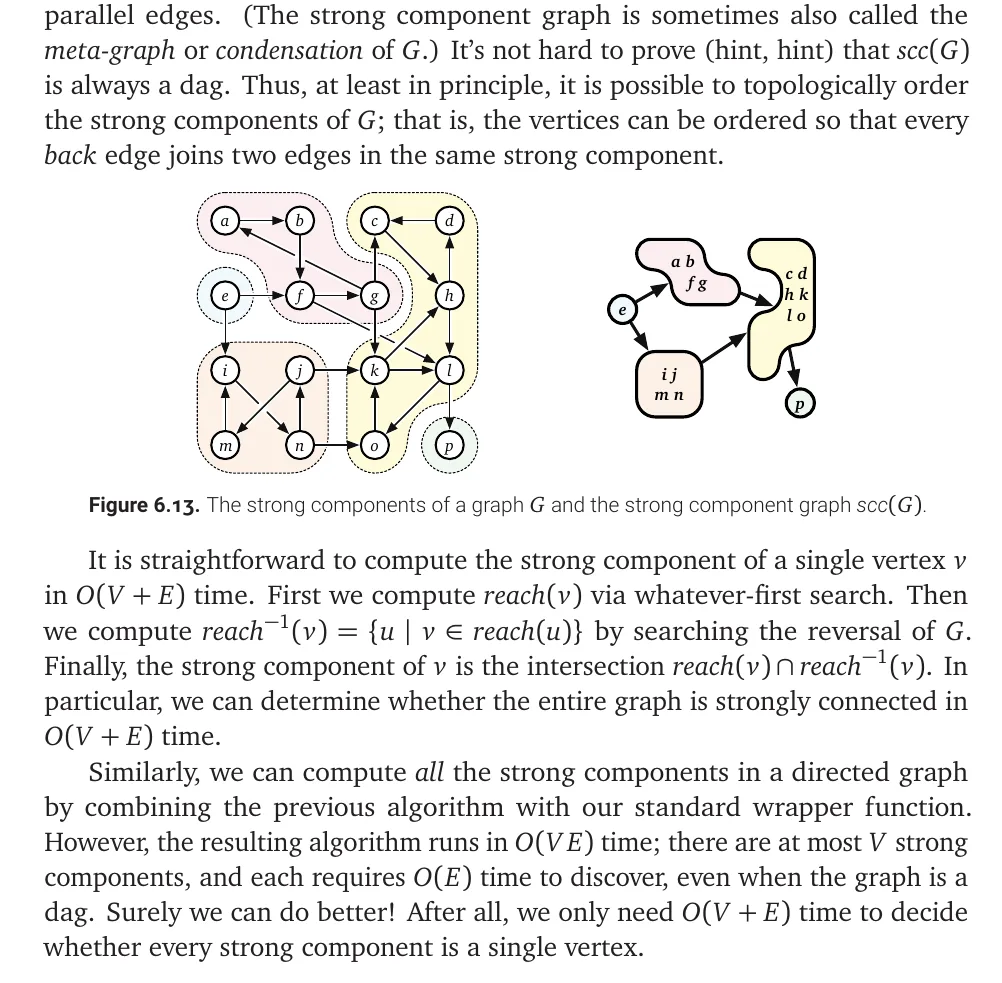 parallel edges. (The strong component graph is sometimes also called the
meta-graph or condensation of G.) It's not hard to prove (hint, hint) that scc(G)
is always a dag. Thus, at least in principle, it is possible to topologically order
the strong components of G; that is, the vertices can be ordered so that every
back edge joins two edges in the same strong component.
a b c d
e f g h
i j k l
m n o p
a b
f g
c d
h k
l o
e
i j
m n
p
Figure 6.13. The strong components of a graph G and the strong component graph scc(G).
It is straightforward to compute the strong component of a single vertex v
in O(V + E) time. First we compute reach(v) via whatever-first search. Then
we compute reach⁻¹(v) = {u | v ∈ reach(u)} by searching the reversal of G.
Finally, the strong component of v is the intersection reach(v) ∩ reach⁻¹(v). In
particular, we can determine whether the entire graph is strongly connected in
O(V + E) time.
Similarly, we can compute all the strong components in a directed graph
by combining the previous algorithm with our standard wrapper function.
However, the resulting algorithm runs in O(VE) time; there are at most V strong
components, and each requires O(E) time to discover, even when the graph is a
dag. Surely we can do better! After all, we only need O(V + E) time to decide
whether every strong component is a single vertex.